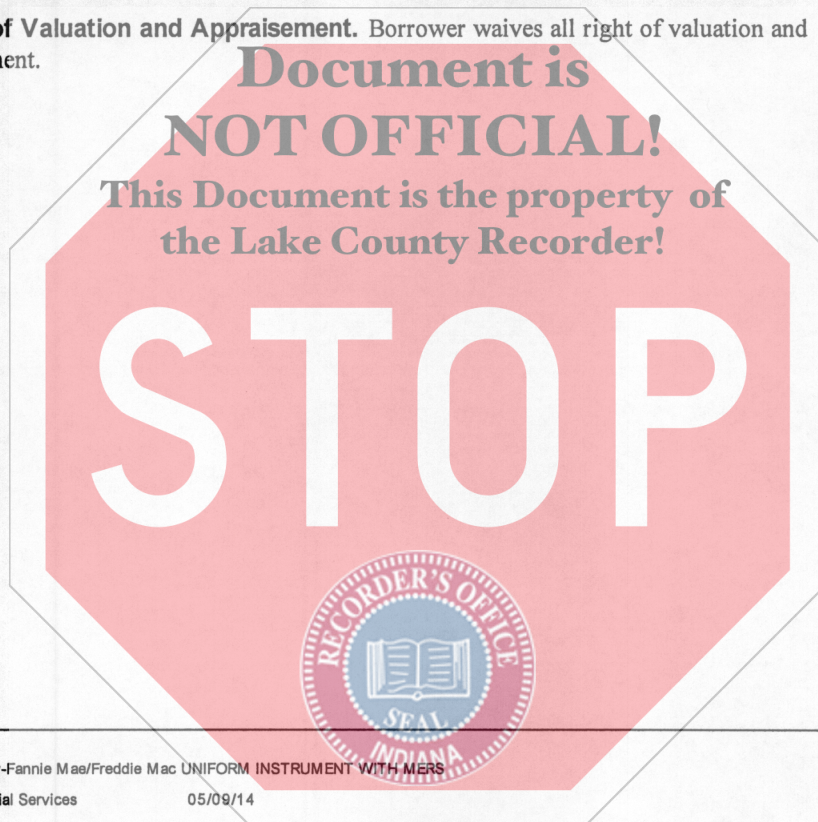 of Valuation and Appraisement. Borrower waives all right of valuation and
ent.
Document is
NOT OFFICIAL!
This Document is the property of
the Lake County Recorder!
STOP
RECORDER'S OFFICE
SEAL
INDIANA
-Fannie Mae/Freddie Mac UNIFORM INSTRUMENT WITH MERS
ial Services 05/09/14